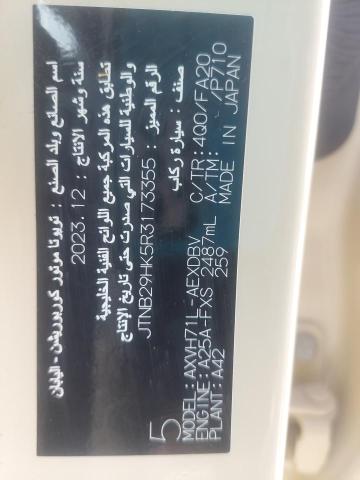 اسم الصانع وبلد الصنع : تويوتا موتور كوربوريشن - اليابان
سنة وشهر الإنتاج : 2023.12
تطابق هذه المركبة جميع اللوائح الفنية الخليجية
والوطنية للسيارات التي صدرت حتى تاريخ الإنتاج
الرقم المميز : JTNB29HK5R3173355
صنف : سيارة ركاب
5
MODEL: AXVH71L-AEXDBV C/TR: 4Q0/FA20
ENGINE: A25A-FXS 2487mL A/TM: /P710
PLANT: A42 259 MADE IN JAPAN